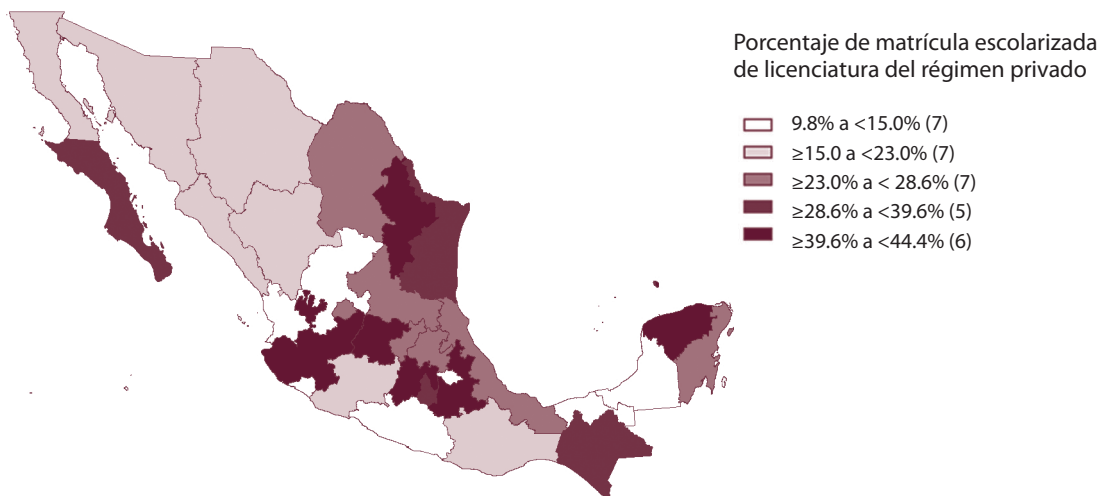 Porcentaje de matrícula escolarizada
de licenciatura del régimen privado
9.8% a <15.0% (7)
≥15.0 a <23.0% (7)
≥23.0% a < 28.6% (7)
≥28.6% a <39.6% (5)
≥39.6% a <44.4% (6)